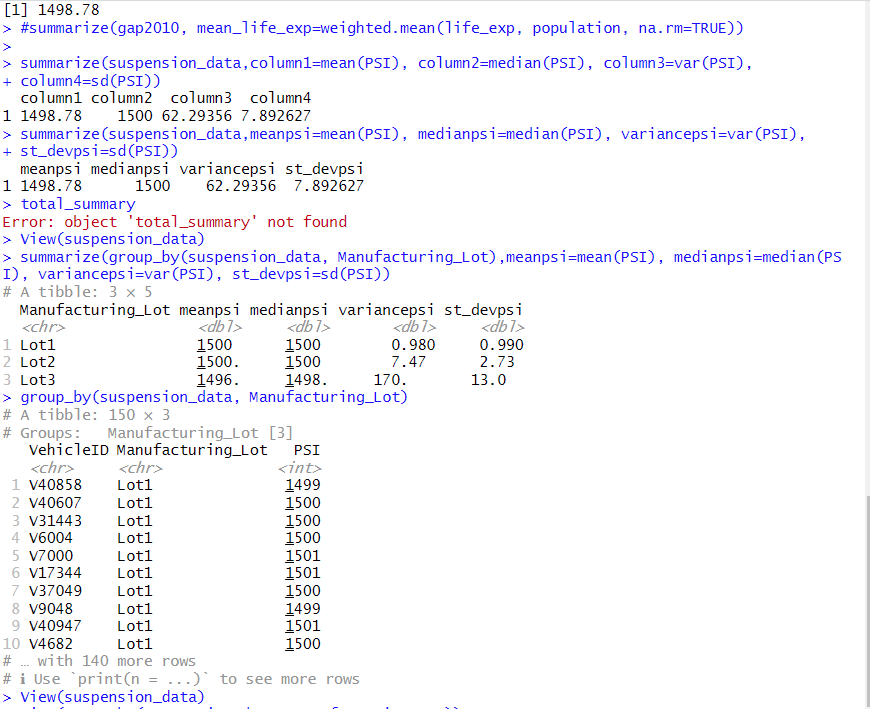 [1] 1498.78
> #summarize(gap2010, mean_life_exp=weighted.mean(life_exp, population, na.rm=TRUE))
>
> summarize(suspension_data,column1=mean(PSI), column2=median(PSI), column3=var(PSI),
+ column4=sd(PSI))
  column1 column2  column3  column4
1 1498.78    1500 62.29356 7.892627
> summarize(suspension_data,meanpsi=mean(PSI), medianpsi=median(PSI), variancepsi=var(PSI),
+ st_devpsi=sd(PSI))
  meanpsi medianpsi variancepsi st_devpsi
1 1498.78      1500    62.29356  7.892627
> total_summary
Error: object 'total_summary' not found
> View(suspension_data)
> summarize(group_by(suspension_data, Manufacturing_Lot),meanpsi=mean(PSI), medianpsi=median(PS
I), variancepsi=var(PSI), st_devpsi=sd(PSI))
# A tibble: 3 × 5
  Manufacturing_Lot meanpsi medianpsi variancepsi st_devpsi
  <chr>               <dbl>     <dbl>       <dbl>     <dbl>
1 Lot1                1500      1500        0.980     0.990
2 Lot2                1500.     1500        7.47      2.73
3 Lot3                1496.     1498.     170.       13.0
> group_by(suspension_data, Manufacturing_Lot)
# A tibble: 150 × 3
# Groups:   Manufacturing_Lot [3]
   VehicleID Manufacturing_Lot   PSI
   <chr>     <chr>             <int>
 1 V40858    Lot1               1499
 2 V40607    Lot1               1500
 3 V31443    Lot1               1500
 4 V6004     Lot1               1500
 5 V7000     Lot1               1501
 6 V17344    Lot1               1501
 7 V37049    Lot1               1500
 8 V9048     Lot1               1499
 9 V40947    Lot1               1501
10 V4682     Lot1               1500
# … with 140 more rows
# ℹ Use `print(n = ...)` to see more rows
> View(suspension_data)